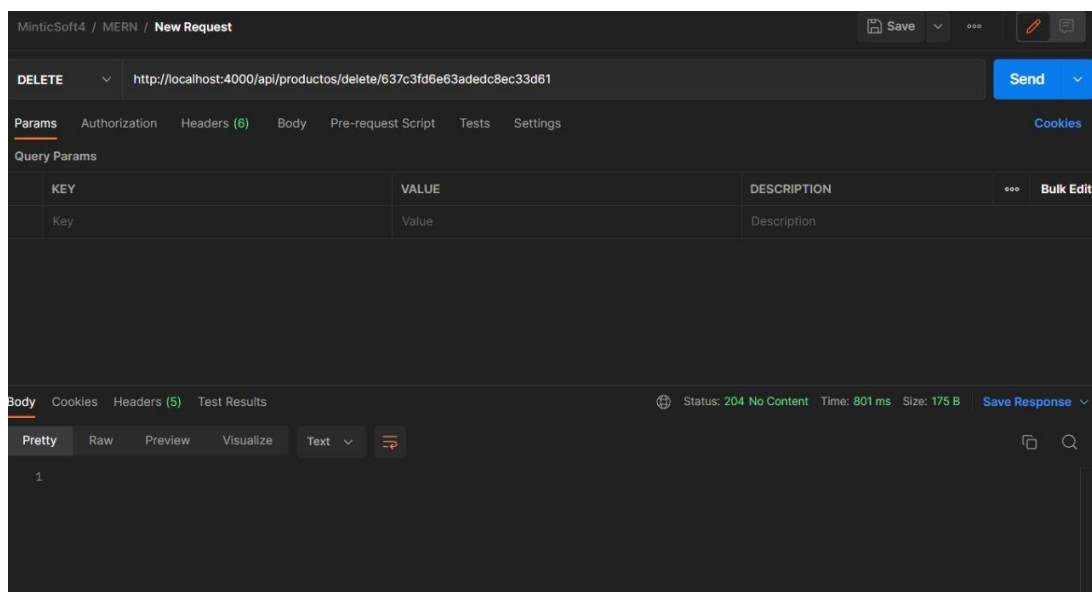 MinticSoft4 / MERN / New Request Save
DELETE http://localhost:4000/api/productos/delete/637c3fd6e63adedc8ec33d61 Send
Params Authorization Headers (6) Body Pre-request Script Tests Settings Cookies
Query Params
KEY VALUE DESCRIPTION Bulk Edit
Key Value Description
Body Cookies Headers (5) Test Results Status: 204 No Content Time: 801 ms Size: 175 B Save Response
Pretty Raw Preview Visualize Text
1